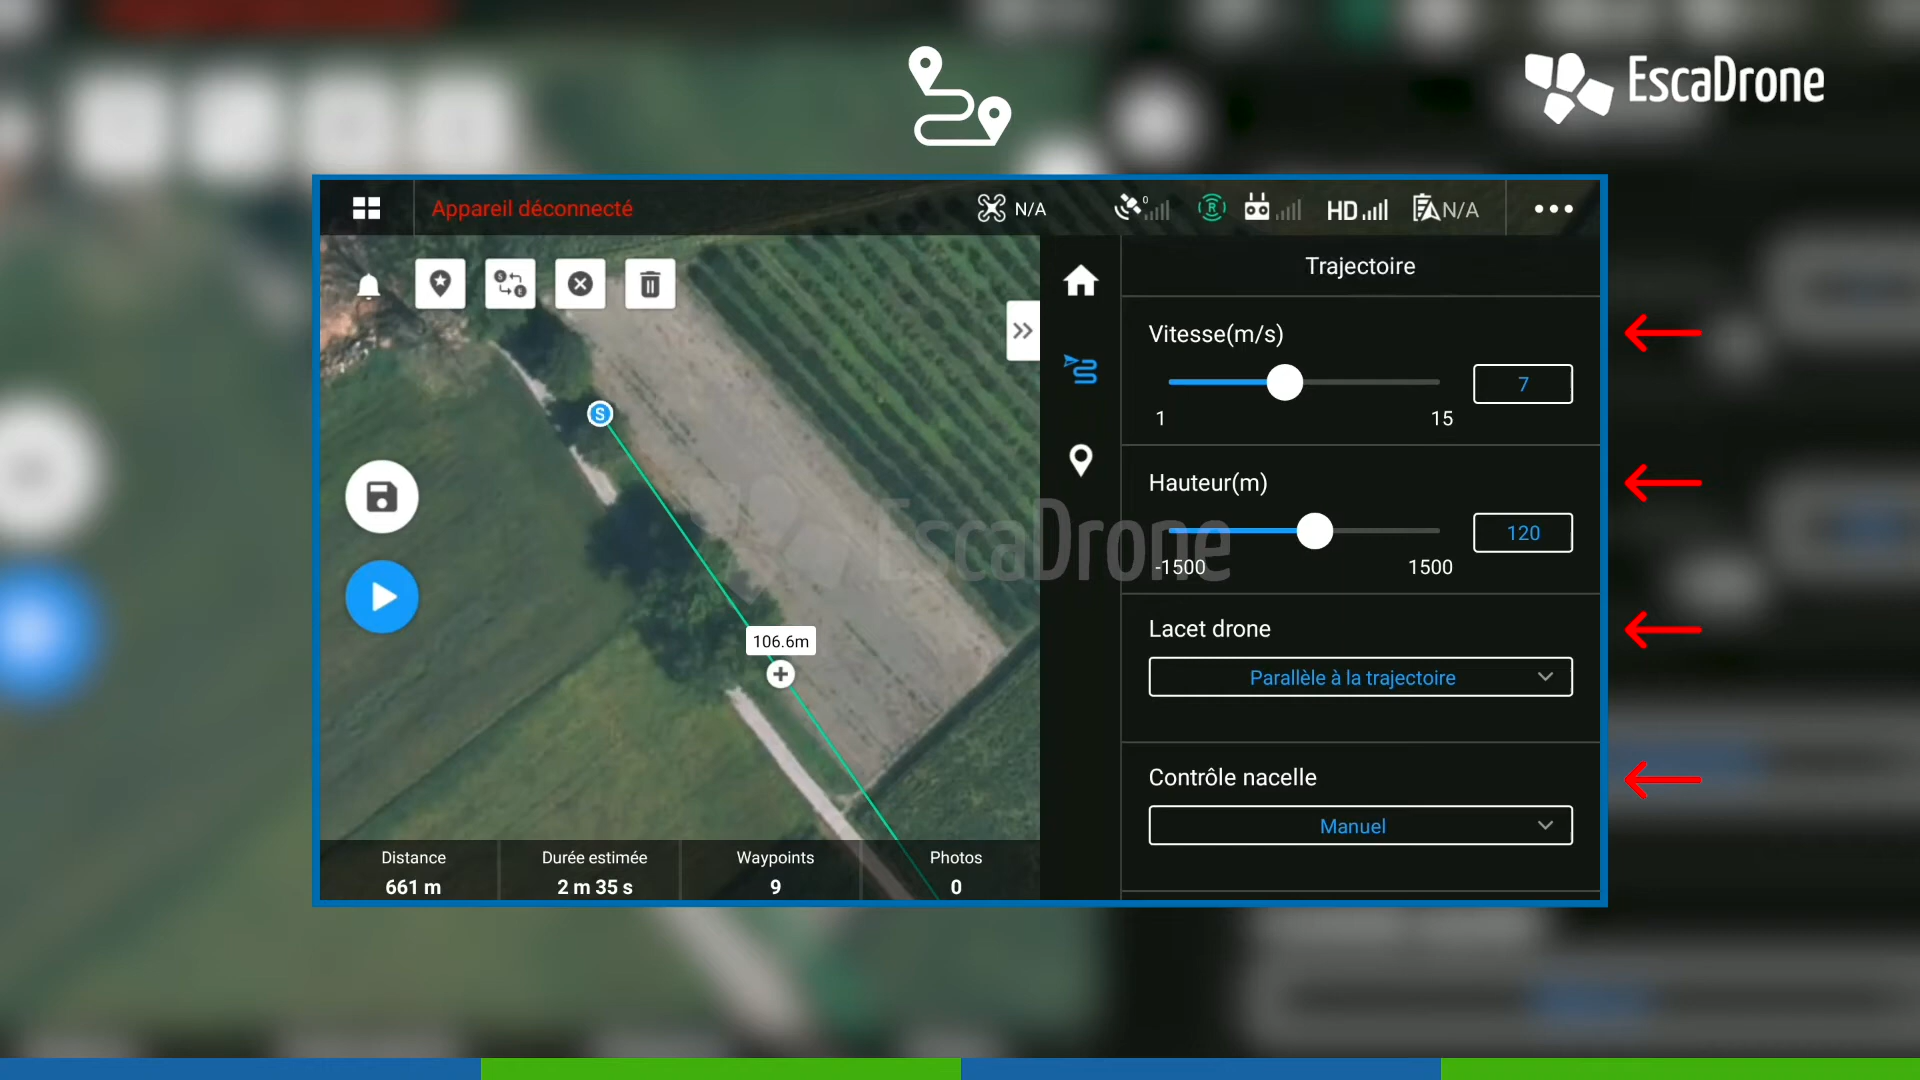 EscaDrone
Appareil déconnecté
N/A
0
R
HD
N/A
S
E
Trajectoire
Vitesse(m/s)
7
1
15
S
Hauteur(m)
120
-1500
1500
EscaDrone
Lacet drone
106.6m
Parallèle à la trajectoire
Contrôle nacelle
Manuel
Distance
Durée estimée
Waypoints
Photos
661 m
2 m 35 s
9
0